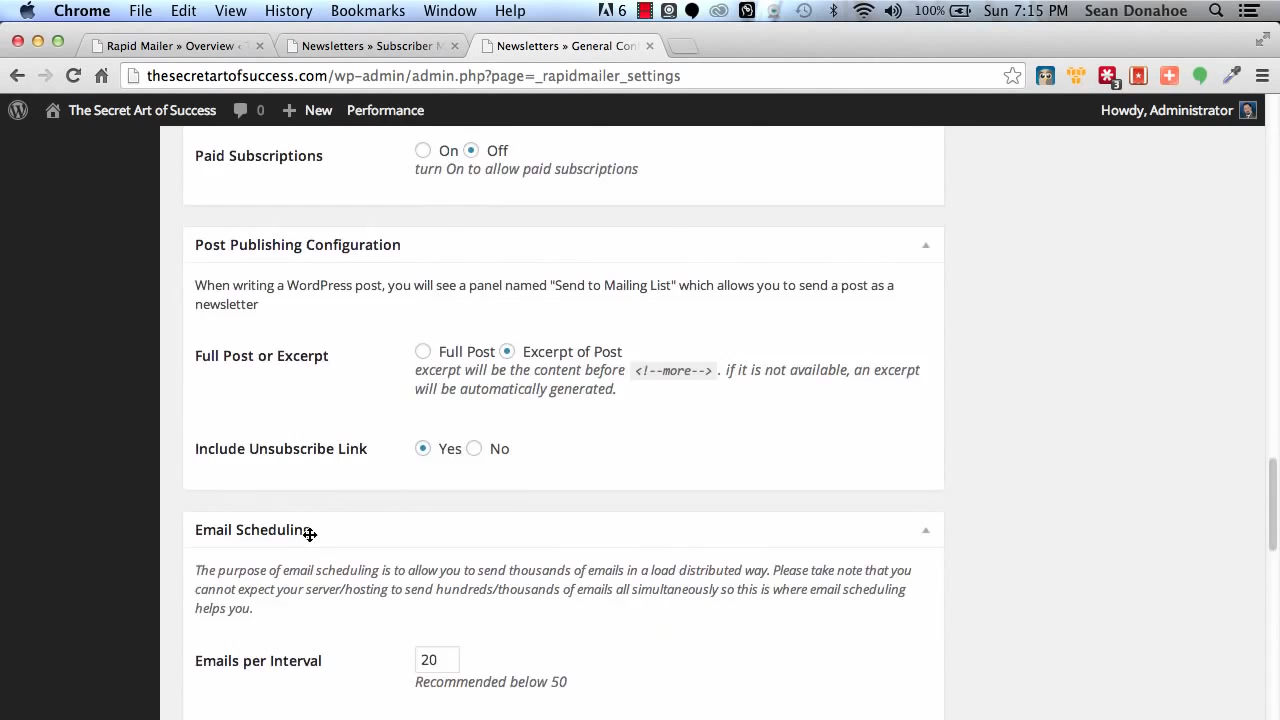 Chrome File Edit View History Bookmarks Window Help 6 100% Sun 7:15 PM Sean Donahoe
Rapid Mailer » Overview ‹ Newsletters » Subscriber M Newsletters » General Con
thesecretartofsuccess.com/wp-admin/admin.php?page=_rapidmailer_settings 3
The Secret Art of Success 0 New Performance Howdy, Administrator
Paid Subscriptions On Off
turn On to allow paid subscriptions
Post Publishing Configuration
When writing a WordPress post, you will see a panel named "Send to Mailing List" which allows you to send a post as a
newsletter
Full Post or Excerpt Full Post Excerpt of Post
excerpt will be the content before <!--more--> . if it is not available, an excerpt
will be automatically generated.
Include Unsubscribe Link Yes No
Email Scheduling
The purpose of email scheduling is to allow you to send thousands of emails in a load distributed way. Please take note that you
cannot expect your server/hosting to send hundreds/thousands of emails all simultaneously so this is where email scheduling
helps you.
Emails per Interval 20
Recommended below 50